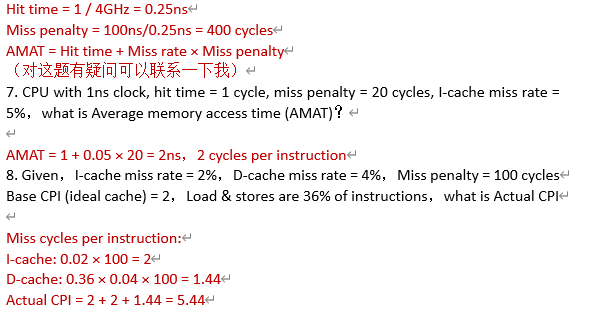 Hit time = 1 / 4GHz = 0.25ns
Miss penalty = 100ns/0.25ns = 400 cycles
AMAT = Hit time + Miss rate × Miss penalty
（对这题有疑问可以联系一下我）
7. CPU with 1ns clock, hit time = 1 cycle, miss penalty = 20 cycles, I-cache miss rate =
5%，what is Average memory access time (AMAT)？
AMAT = 1 + 0.05 × 20 = 2ns，2 cycles per instruction
8. Given，I-cache miss rate = 2%，D-cache miss rate = 4%，Miss penalty = 100 cycles
Base CPI (ideal cache) = 2，Load & stores are 36% of instructions，what is Actual CPI
Miss cycles per instruction:
I-cache: 0.02 × 100 = 2
D-cache: 0.36 × 0.04 × 100 = 1.44
Actual CPI = 2 + 2 + 1.44 = 5.44